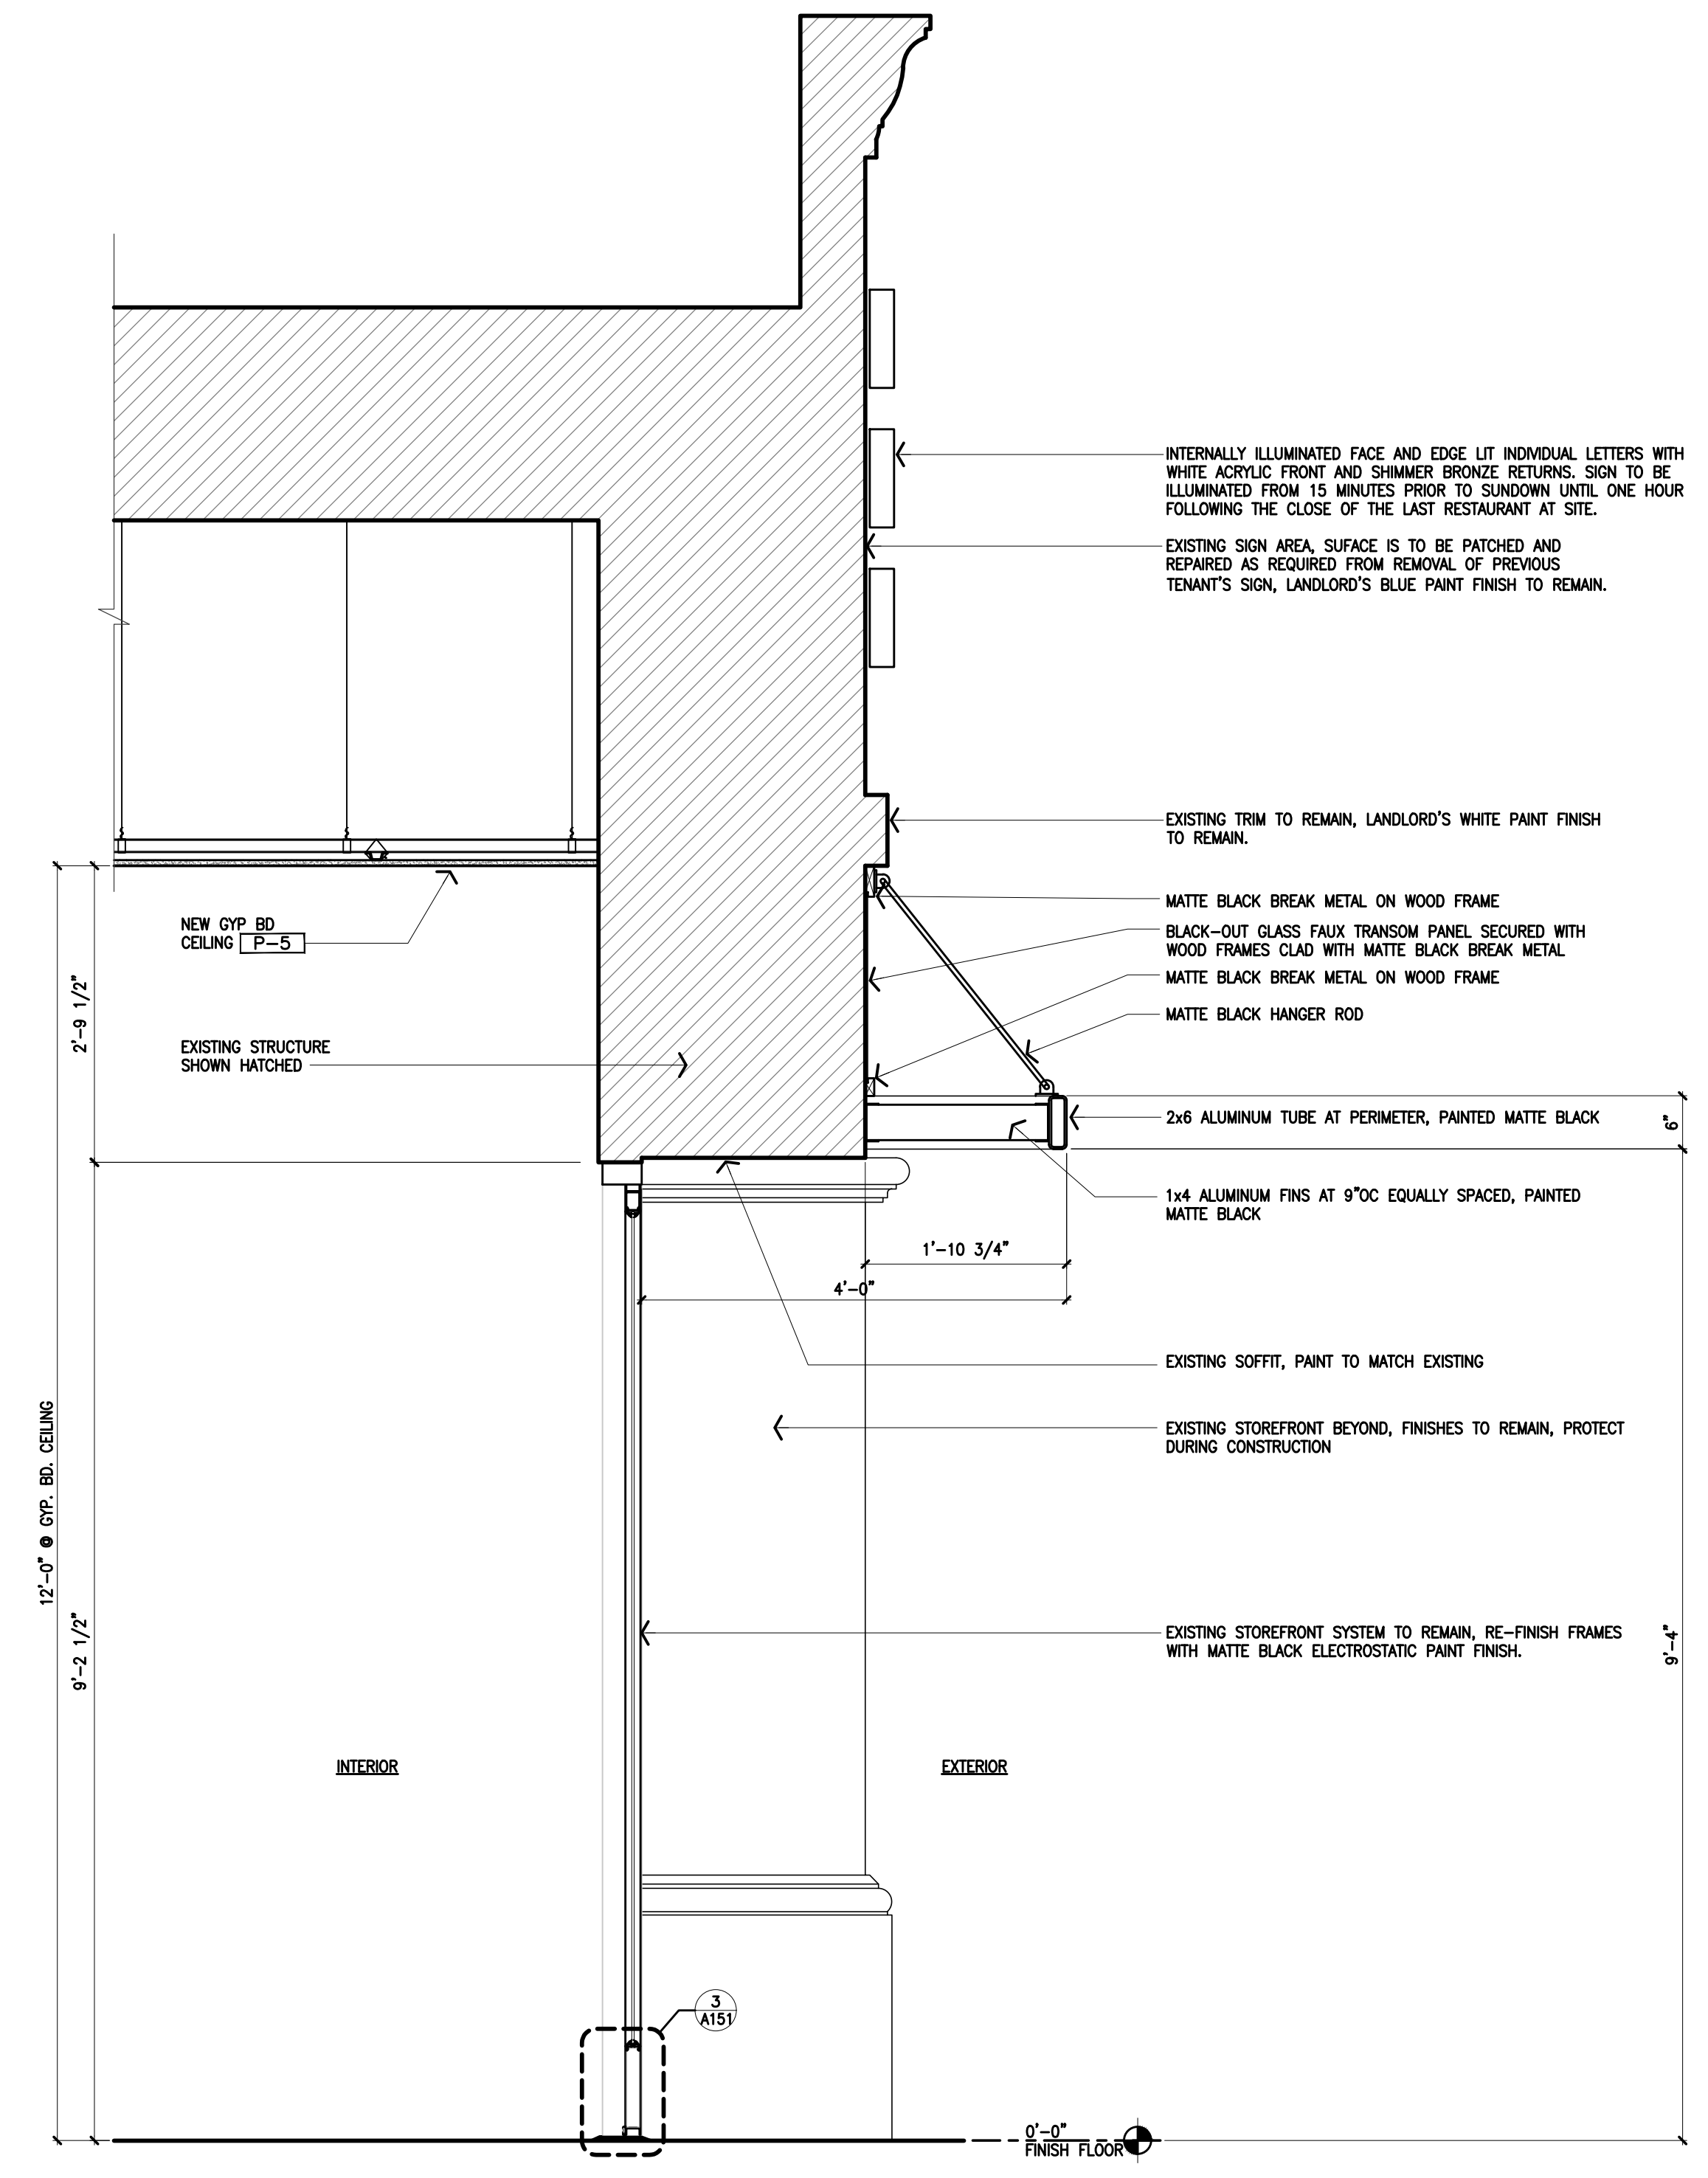 INTERNALLY ILLUMINATED FACE AND EDGE LIT INDIVIDUAL LETTERS WITH
WHITE ACRYLIC FRONT AND SHIMMER BRONZE RETURNS. SIGN TO BE
ILLUMINATED FROM 15 MINUTES PRIOR TO SUNDOWN UNTIL ONE HOUR
FOLLOWING THE CLOSE OF THE LAST RESTAURANT AT SITE.
EXISTING SIGN AREA, SUFACE IS TO BE PATCHED AND
REPAIRED AS REQUIRED FROM REMOVAL OF PREVIOUS
TENANT'S SIGN, LANDLORD'S BLUE PAINT FINISH TO REMAIN.
EXISTING TRIM TO REMAIN, LANDLORD'S WHITE PAINT FINISH
TO REMAIN.
MATTE BLACK BREAK METAL ON WOOD FRAME
BLACK-OUT GLASS FAUX TRANSOM PANEL SECURED WITH
WOOD FRAMES CLAD WITH MATTE BLACK BREAK METAL
MATTE BLACK BREAK METAL ON WOOD FRAME
MATTE BLACK HANGER ROD
2x6 ALUMINUM TUBE AT PERIMETER, PAINTED MATTE BLACK
6"
1x4 ALUMINUM FINS AT 9"OC EQUALLY SPACED, PAINTED
MATTE BLACK
NEW GYP BD
CEILING P-5
2'-9 1/2"
EXISTING STRUCTURE
SHOWN HATCHED
1'-10 3/4"
4'-0"
EXISTING SOFFIT, PAINT TO MATCH EXISTING
EXISTING STOREFRONT BEYOND, FINISHES TO REMAIN, PROTECT
DURING CONSTRUCTION
12'-0" @ GYP. BD. CEILING
9'-2 1/2"
EXISTING STOREFRONT SYSTEM TO REMAIN, RE-FINISH FRAMES
WITH MATTE BLACK ELECTROSTATIC PAINT FINISH.
9'-4"
INTERIOR
EXTERIOR
3
A151
0'-0"
FINISH FLOOR